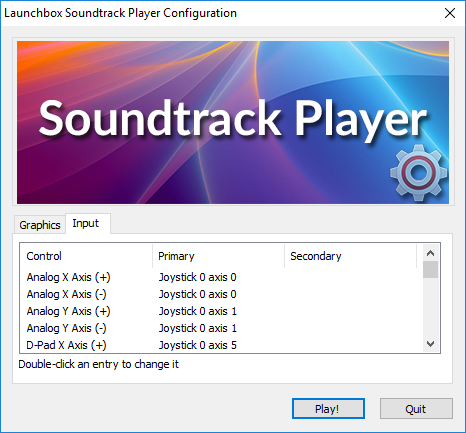 Launchbox Soundtrack Player Configuration
Soundtrack Player
Graphics Input
Control Primary Secondary
Analog X Axis (+) Joystick 0 axis 0
Analog X Axis (-) Joystick 0 axis 0
Analog Y Axis (+) Joystick 0 axis 1
Analog Y Axis (-) Joystick 0 axis 1
D-Pad X Axis (+) Joystick 0 axis 5
Double-click an entry to change it
Play! Quit